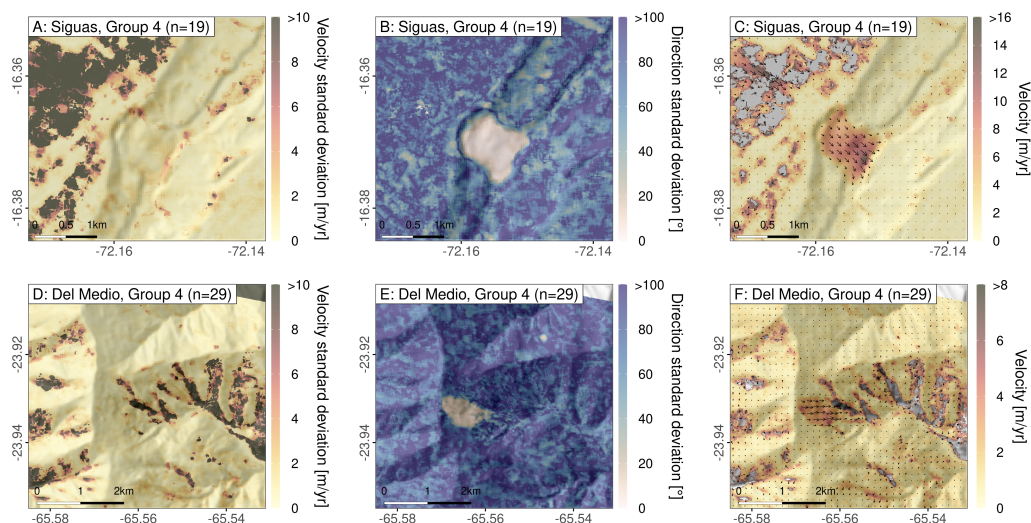 A: Siguas, Group 4 (n=19)
-16.36
-16.38
0 0.5 1km
-72.16 -72.14
>10
8
6
4
2
0
Velocity standard deviation [m/yr]
B: Siguas, Group 4 (n=19)
-16.36
-16.38
0 0.5 1km
-72.16 -72.14
>100
80
60
40
20
0
Direction standard deviation [°]
C: Siguas, Group 4 (n=19)
-16.36
-16.38
0 0.5 1km
-72.16 -72.14
>16
14
12
10
8
6
4
2
0
Velocity [m/yr]
D: Del Medio, Group 4 (n=29)
-23.92
-23.94
0 1 2km
-65.58 -65.56 -65.54
>10
8
6
4
2
0
Velocity standard deviation [m/yr]
E: Del Medio, Group 4 (n=29)
-23.92
-23.94
0 1 2km
-65.58 -65.56 -65.54
>100
80
60
40
20
0
Direction standard deviation [°]
F: Del Medio, Group 4 (n=29)
-23.92
-23.94
0 1 2km
-65.58 -65.56 -65.54
>8
6
4
2
0
Velocity [m/yr]